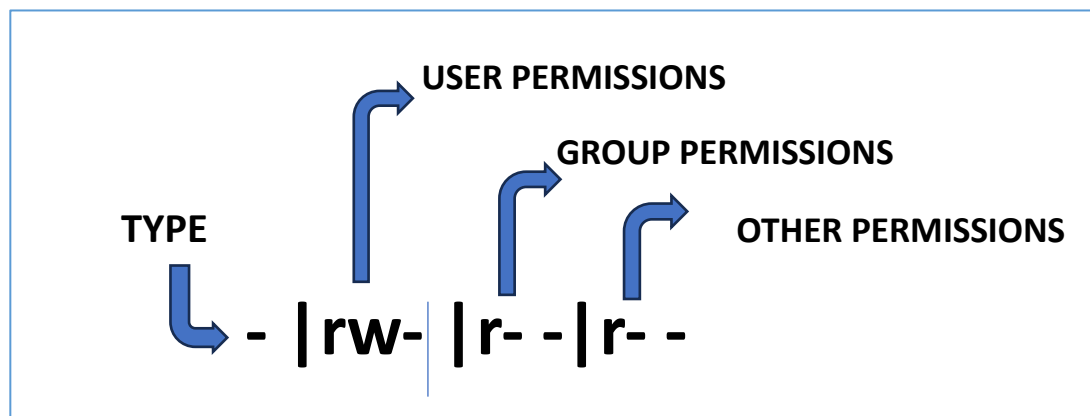 USER PERMISSIONS
GROUP PERMISSIONS
TYPE
OTHER PERMISSIONS
- |rw- |r- -|r- -